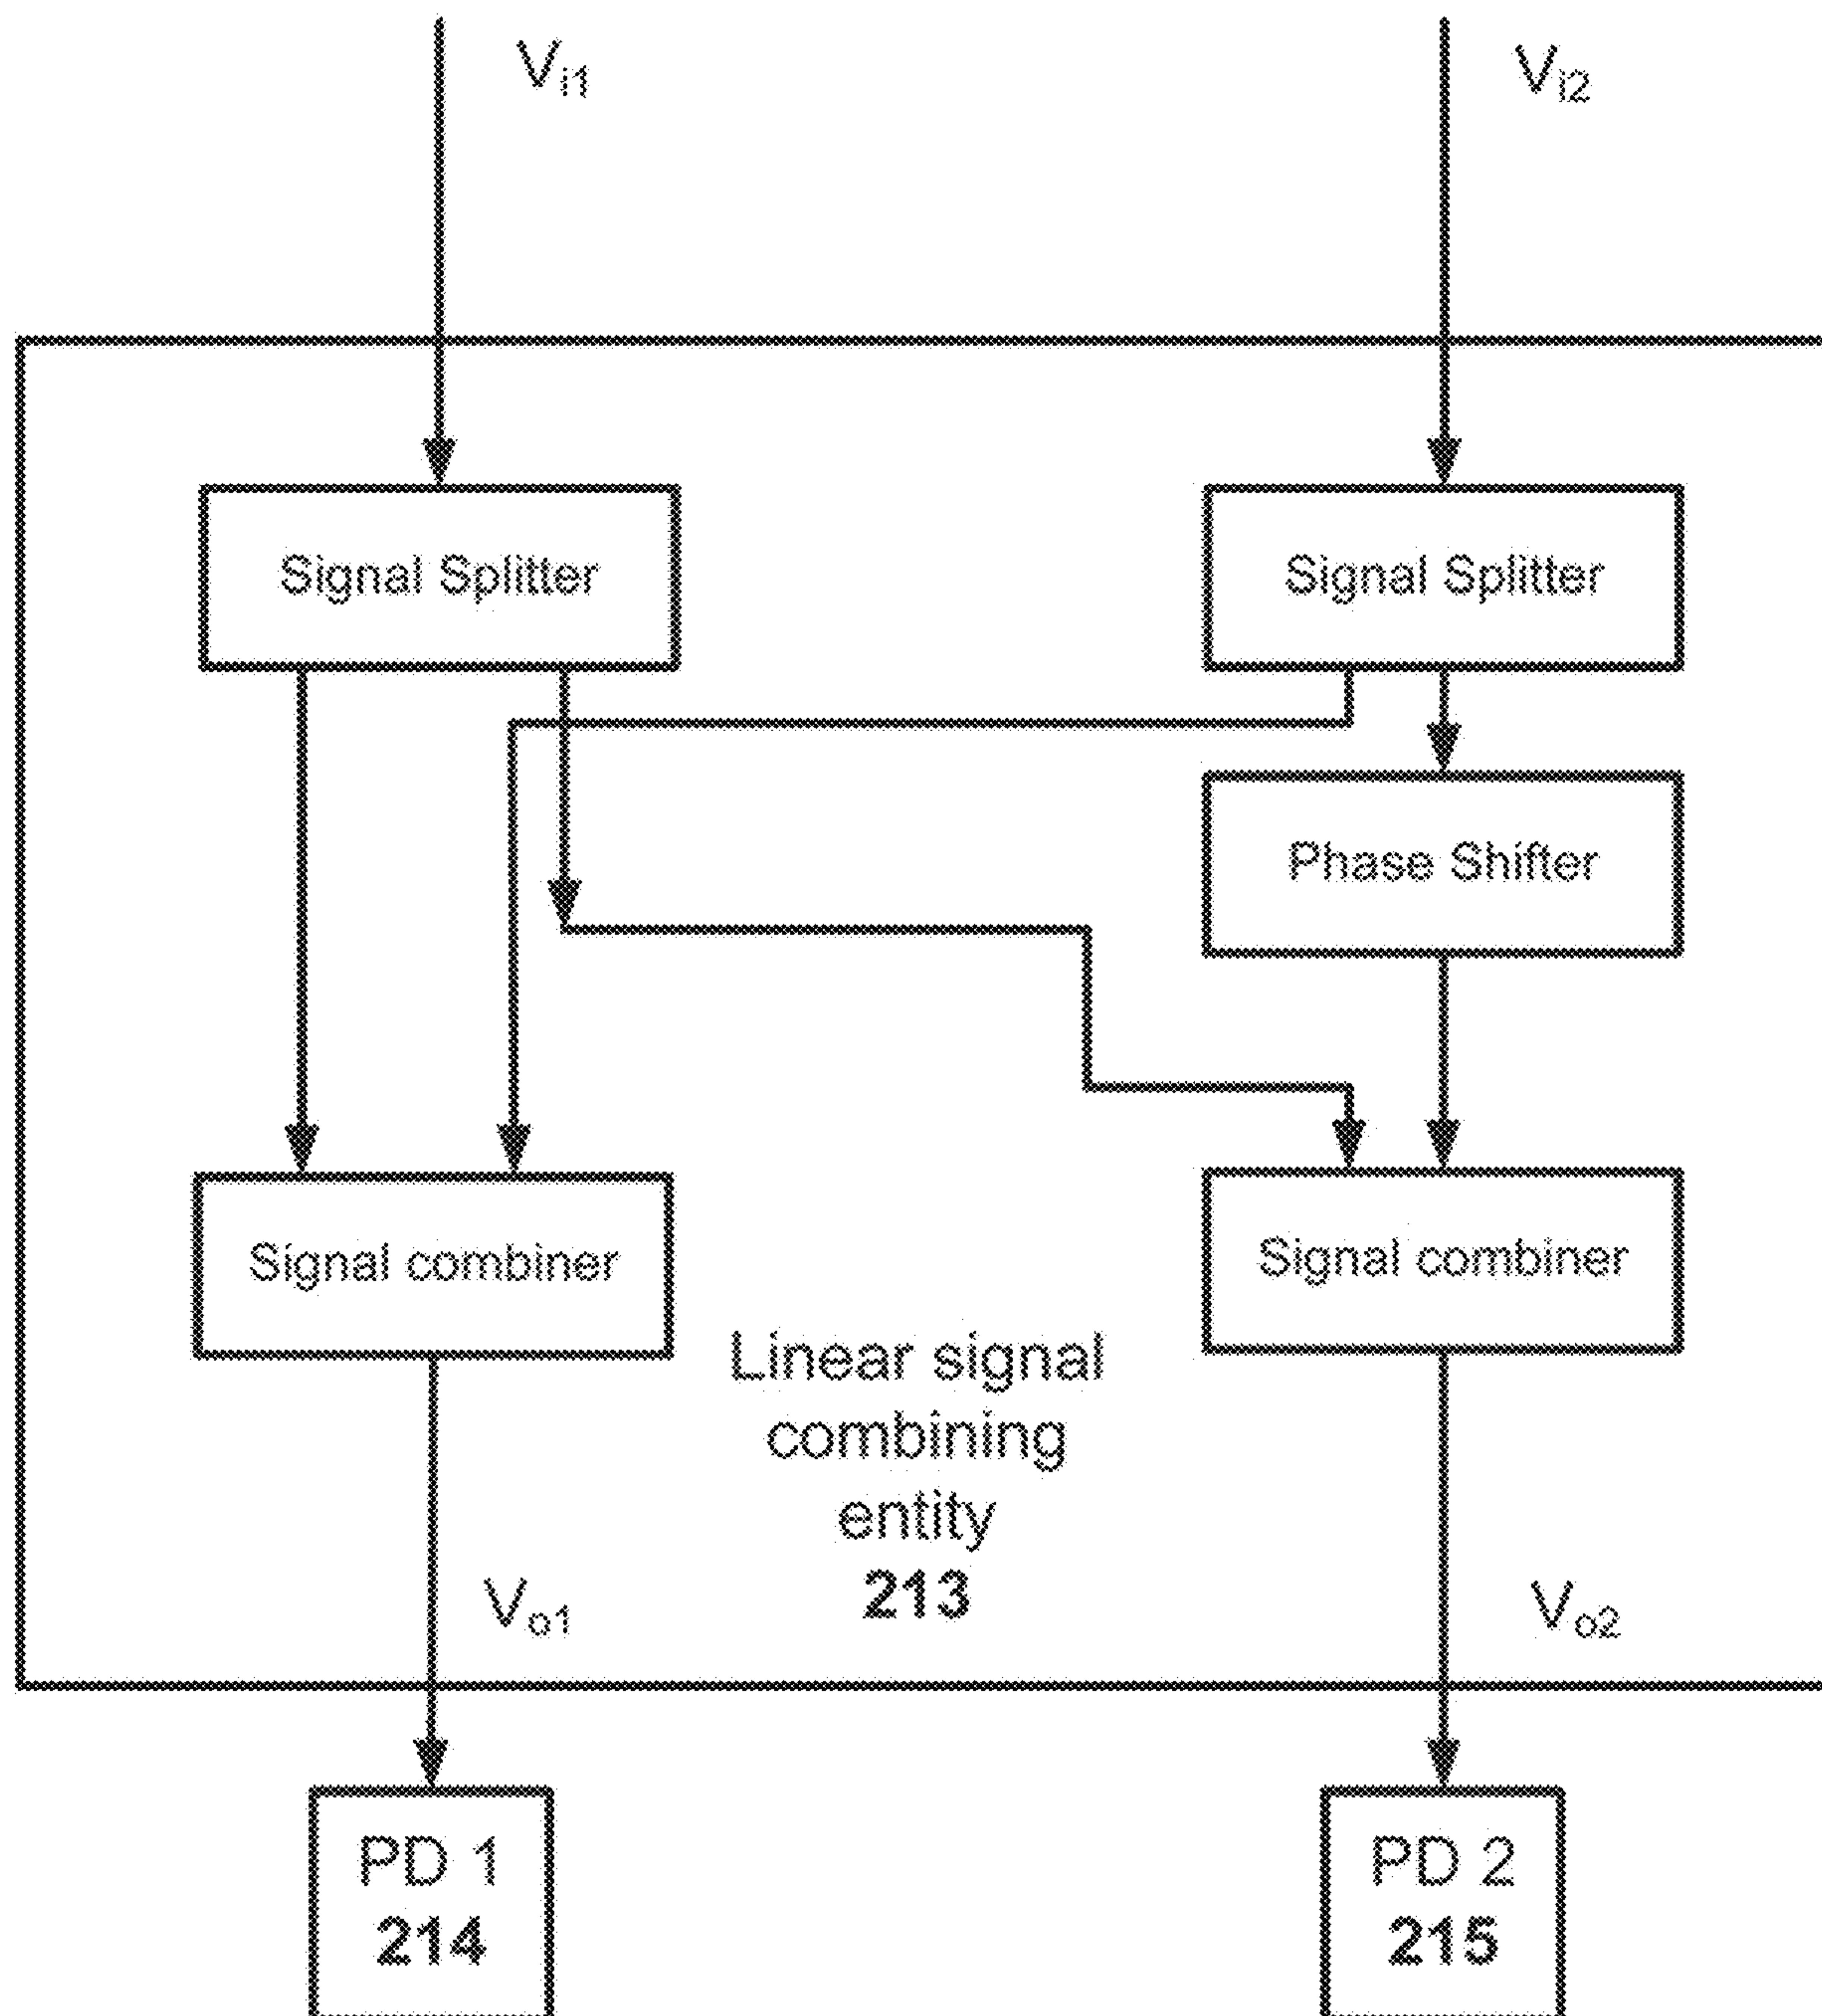 Vi1
Vi2
Signal Splitter
Signal Splitter
Phase Shifter
Signal combiner
Signal combiner
Linear signal
combining
entity
213
Vo1
Vo2
PD 1
214
PD 2
215